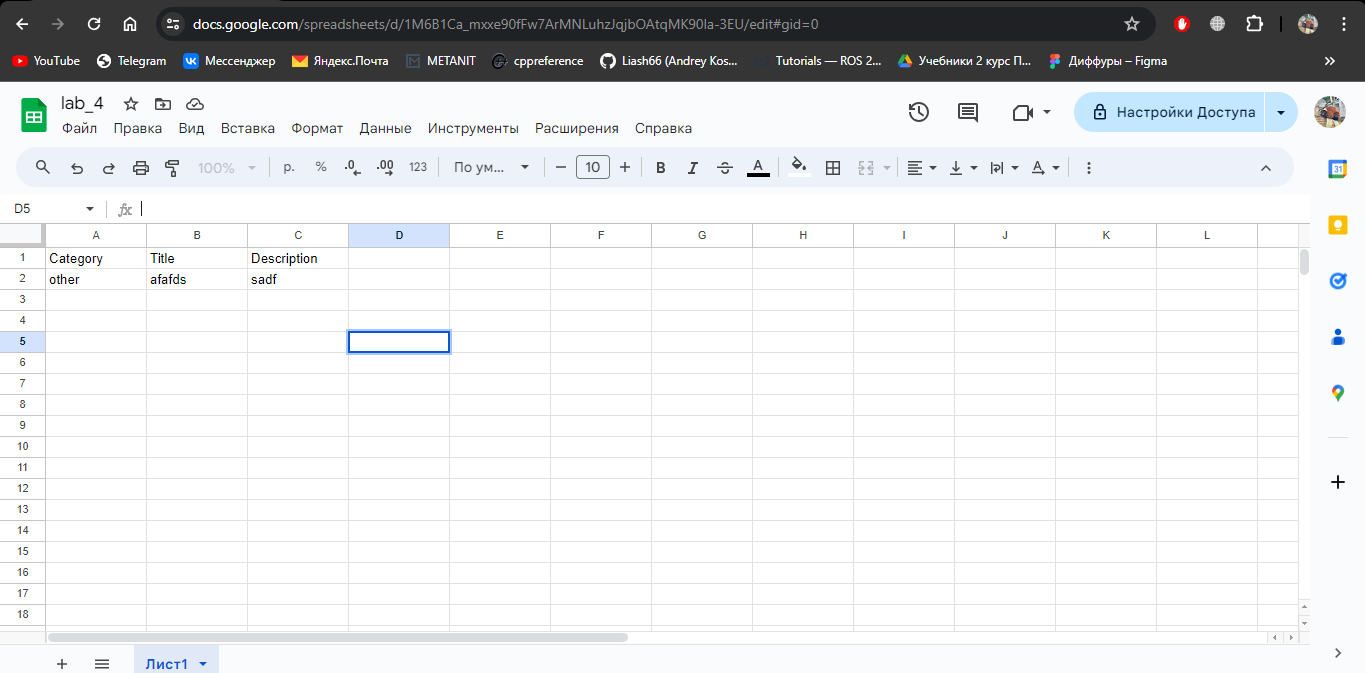 docs.google.com/spreadsheets/d/1M6B1Ca_mxxe90fFw7ArMNLuhzJqjbOAtqMK90Ia-3EU/edit#gid=0
YouTube Telegram Мессенджер Яндекс.Почта METANIT cppreference Liash66 (Andrey Kos... Tutorials — ROS 2... Учебники 2 курс П... Диффуры – Figma »
lab_4
Файл Правка Вид Вставка Формат Данные Инструменты Расширения Справка
Настройки Доступа
100% р. % .0 .00 123 По ум... − 10 + B I A
31
D5 fx
A B C D E F G H I J K L
1 Category Title Description
2 other afafds sadf
3
4
5
6
7
8
9
10
11
12
13
14
15
16
17
18
Лист1